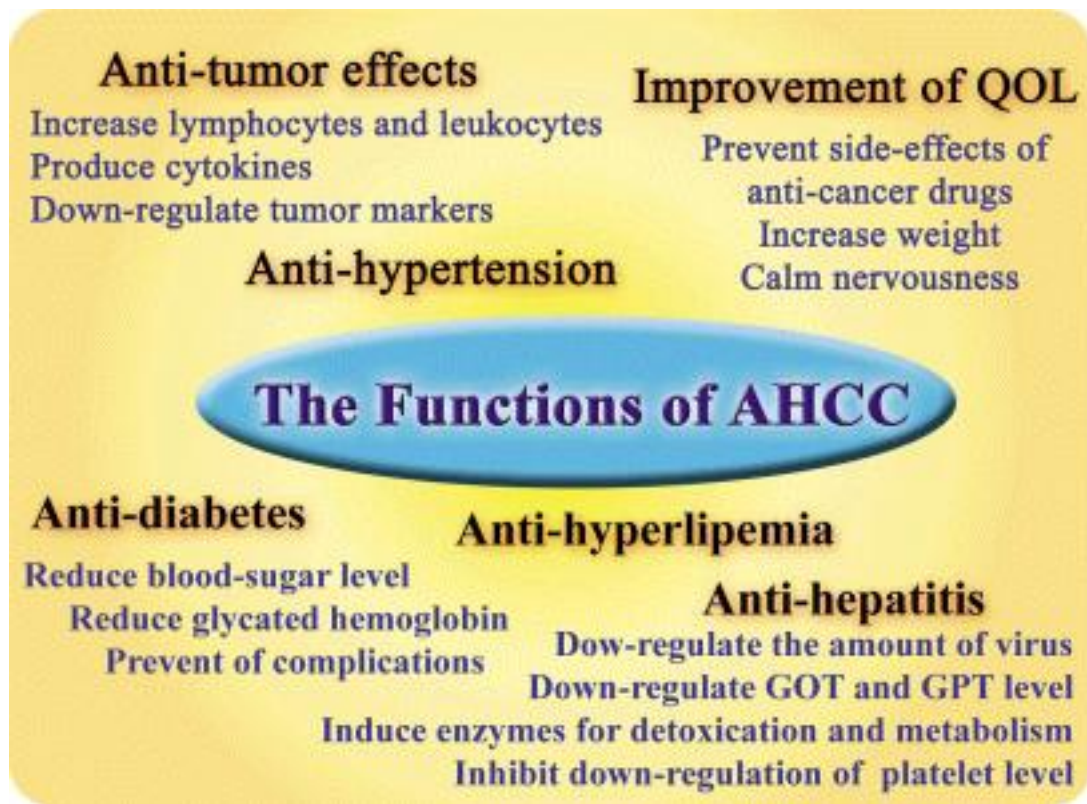 Anti-tumor effects
Increase lymphocytes and leukocytes
Produce cytokines
Down-regulate tumor markers
Improvement of QOL
Prevent side-effects of
anti-cancer drugs
Increase weight
Calm nervousness
Anti-hypertension
The Functions of AHCC
Anti-diabetes
Reduce blood-sugar level
Reduce glycated hemoglobin
Prevent of complications
Anti-hyperlipemia
Anti-hepatitis
Dow-regulate the amount of virus
Down-regulate GOT and GPT level
Induce enzymes for detoxication and metabolism
Inhibit down-regulation of platelet level